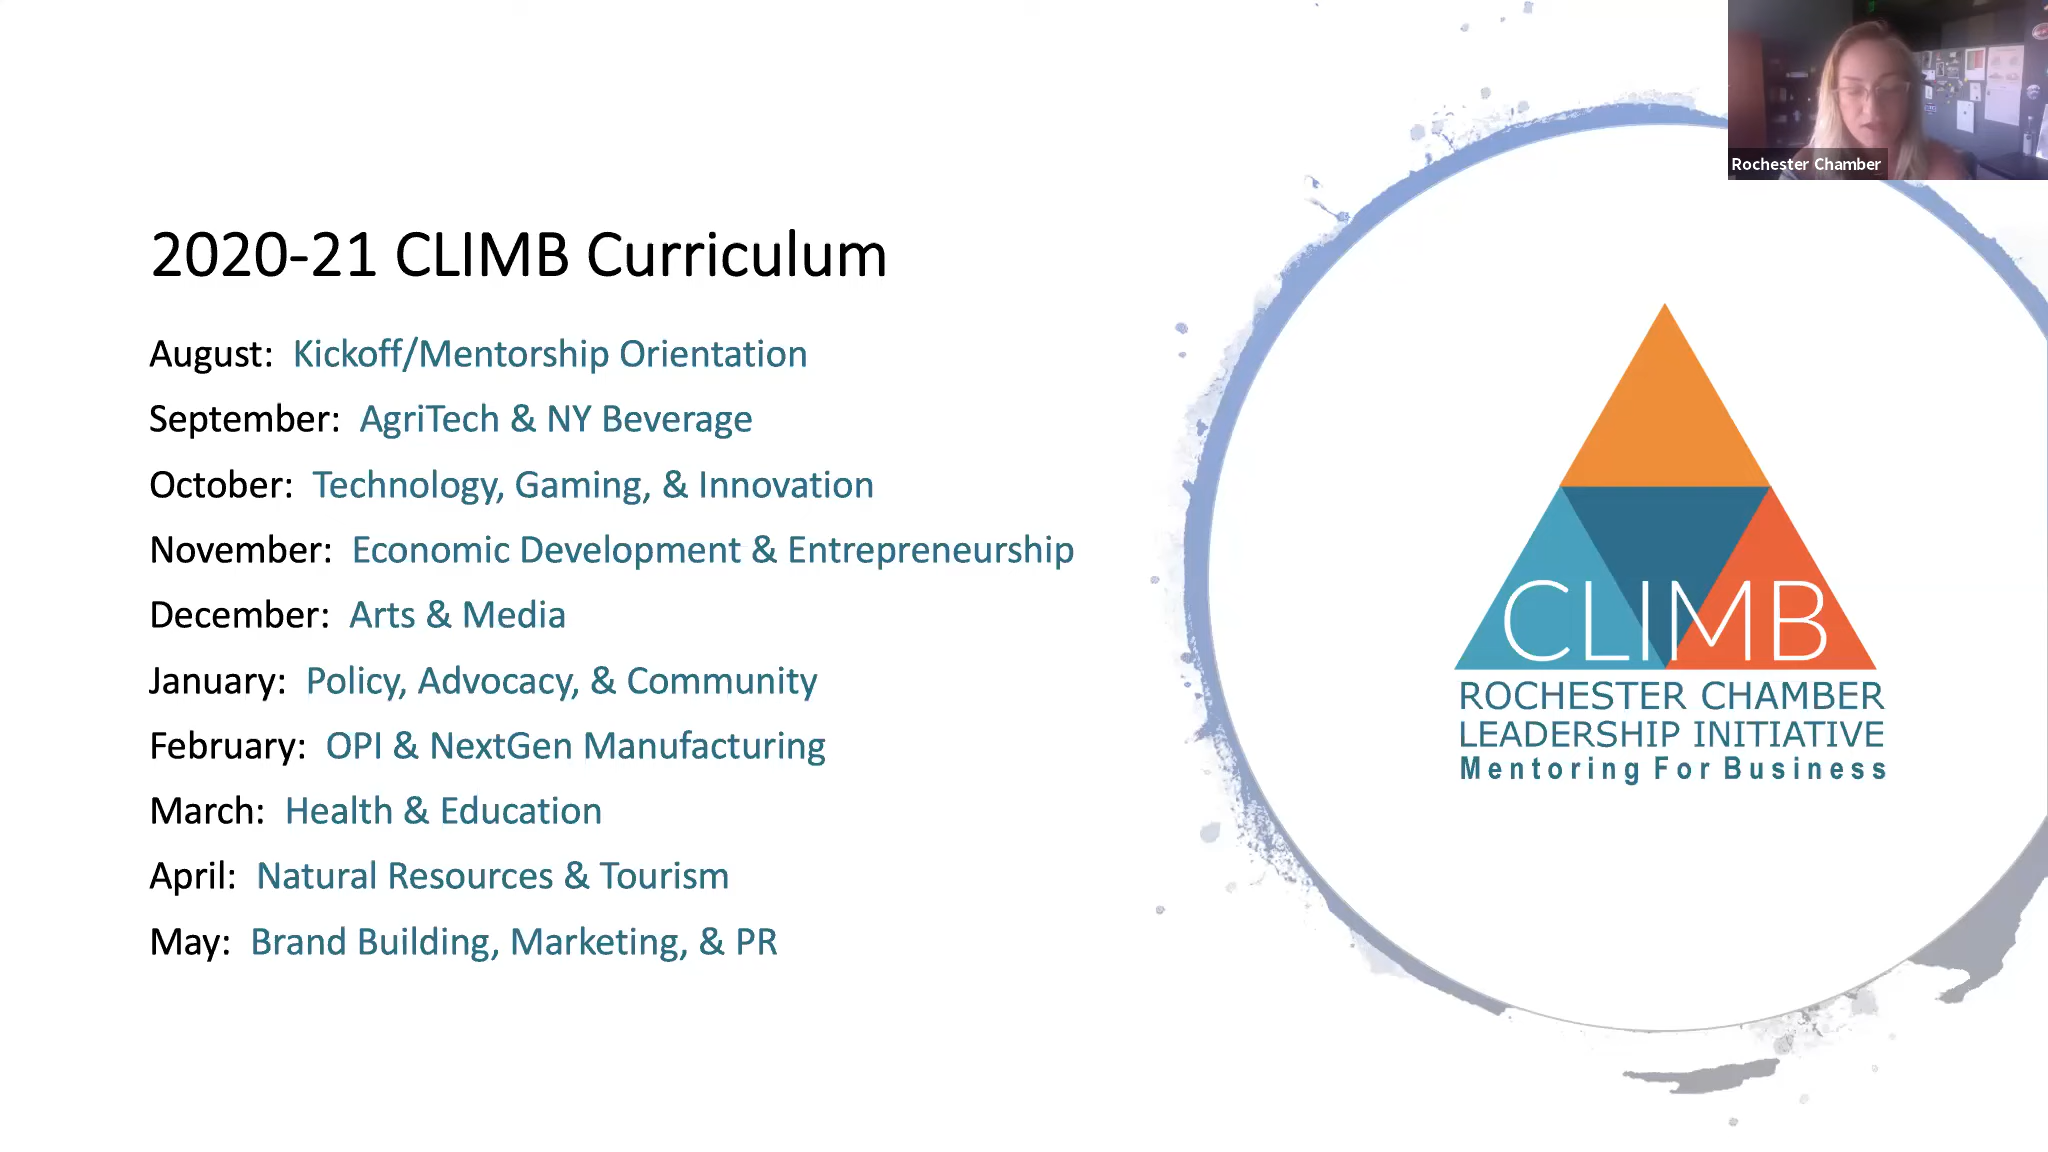 Rochester Chamber
2020-21 CLIMB Curriculum
August: Kickoff/Mentorship Orientation
September: AgriTech & NY Beverage
October: Technology, Gaming, & Innovation
November: Economic Development & Entrepreneurship
December: Arts & Media
January: Policy, Advocacy, & Community
February: OPI & NextGen Manufacturing
March: Health & Education
April: Natural Resources & Tourism
May: Brand Building, Marketing, & PR
CLIMB
ROCHESTER CHAMBER
LEADERSHIP INITIATIVE
Mentoring For Business